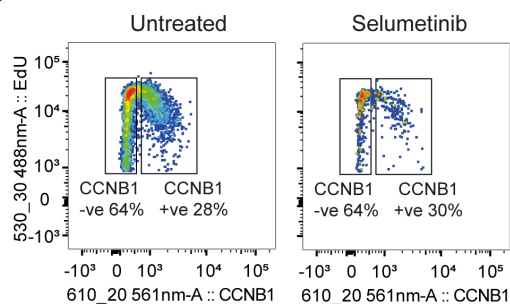 Untreated
Selumetinib
530_30 488nm-A :: EdU
10⁵
10⁴
10³
0
-10³
CCNB1
-ve 64%
CCNB1
+ve 28%
CCNB1
-ve 64%
CCNB1
+ve 30%
-10³ 0 10³ 10⁴ 10⁵
-10³ 0 10³ 10⁴ 10⁵
610_20 561nm-A :: CCNB1
610_20 561nm-A :: CCNB1